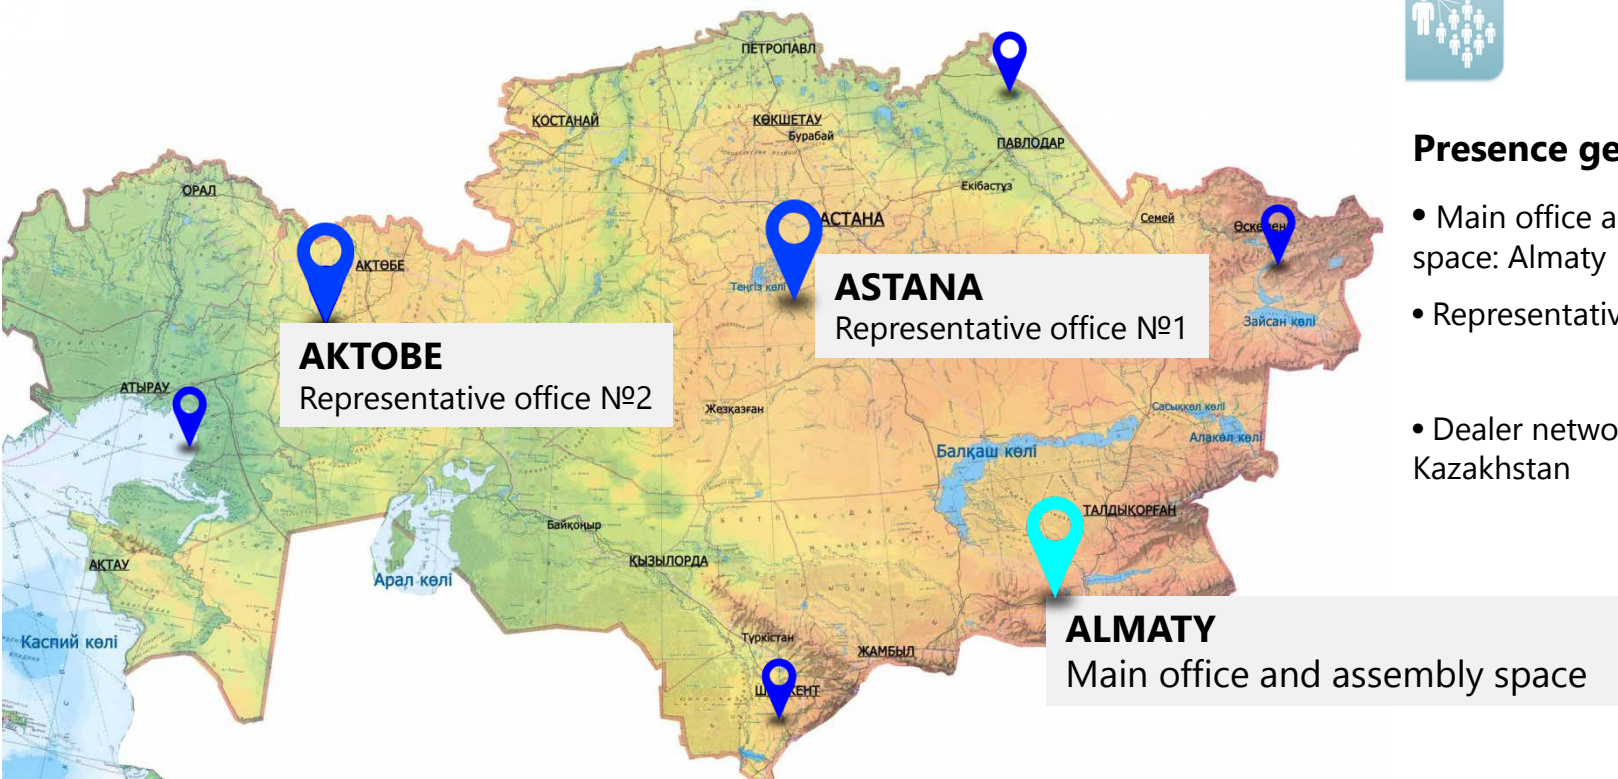 ПЕТРОПАВЛ
ҚОСТАНАЙ
КӨКШЕТАУ
Бурабай
ПАВЛОДАР
Екібастұз
ОРАЛ
АСТАНА
Семей
АҚТӨБЕ
Теңгіз көлі
ASTANA
Representative office №1
Зайсан көлі
AKTOBE
Representative office №2
АТЫРАУ
Жезқазған
Сасықкөл көлі
Алакөл көлі
Балқаш көлі
ТАЛДЫҚОРҒАН
Байқоңыр
ҚЫЗЫЛОРДА
АҚТАУ
Арал көлі
Каспий көлі
Түркістан
ЖАМБЫЛ
ALMATY
Main office and assembly space
Presence ge
• Main office a
space: Almaty
• Representativ
• Dealer netwo
Kazakhstan